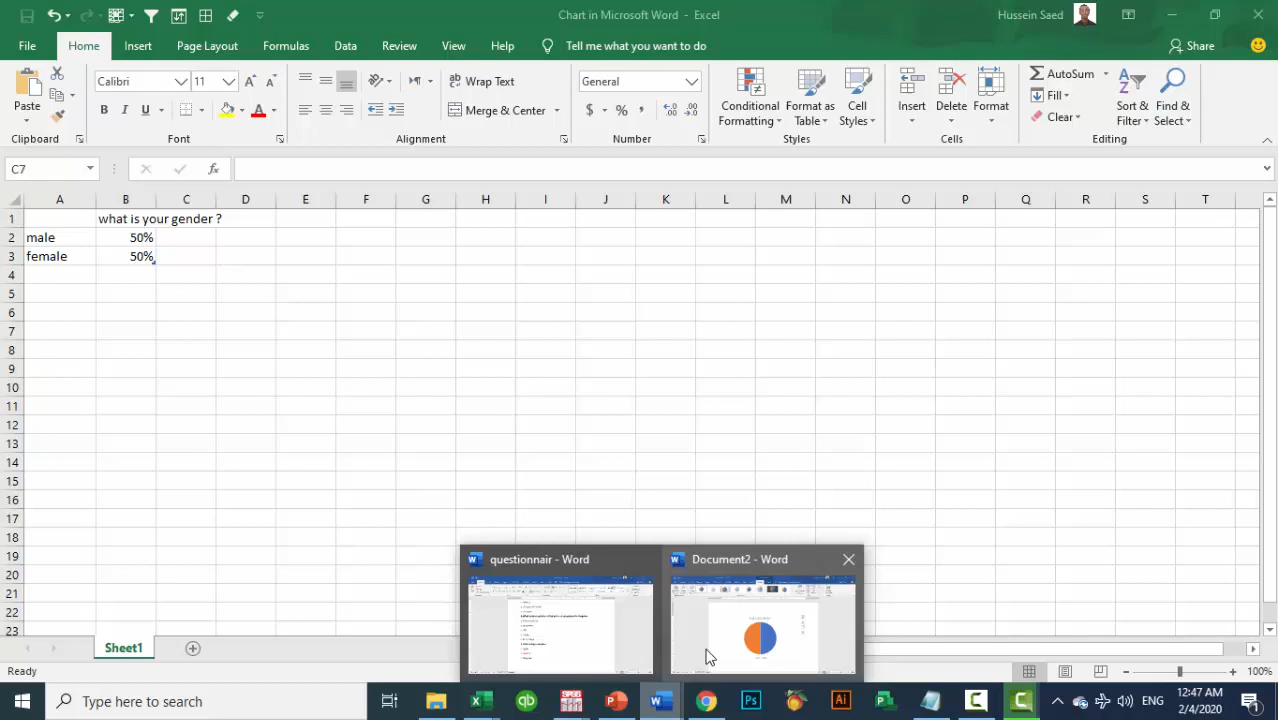 Chart in Microsoft Word - Excel
Hussein Saed
File Home Insert Page Layout Formulas Data Review View Help Tell me what you want to do Share
Paste
Calibri 11
Wrap Text
General
Conditional Formatting
Format as Table
Cell Styles
Insert
Delete
Format
AutoSum
Fill
Clear
Sort & Filter
Find & Select
B I U
Merge & Center
$ % ,
Clipboard Font Alignment Number Styles Cells Editing
C7 fx
A B C D E F G H I J K L M N O P Q R S T
1 what is your gender ?
2 male 50%
3 female 50%
4
5
6
7
8
9
10
11
12
13
14
15
16
17
18
19
20
21
22
23
questionnair - Word
Document2 - Word
Sheet1
Ready
100%
Type here to search
ENG
12:47 AM
2/4/2020